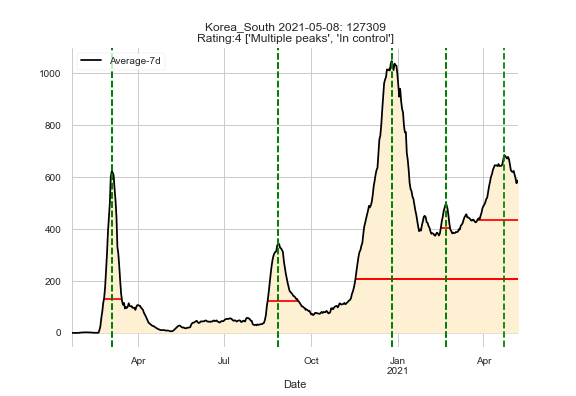 Korea_South 2021-05-08: 127309
Rating:4 ['Multiple peaks', 'In control']
Average-7d
1000
800
600
400
200
0
Apr
Jul
Oct
Jan
2021
Apr
Date